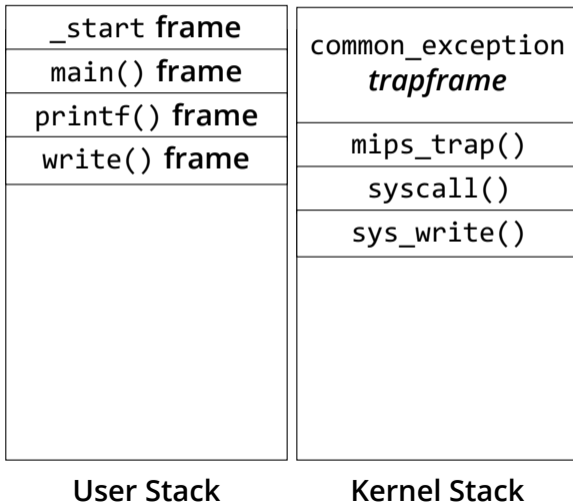 _start frame
main() frame
printf() frame
write() frame
User Stack
common_exception
trapframe
mips_trap()
syscall()
sys_write()
Kernel Stack